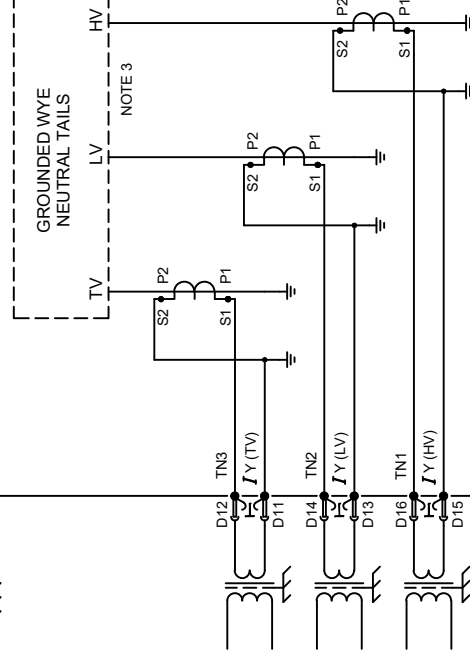 GROUNDED WYE
NEUTRAL TAILS
HV
LV
TV
NOTE 3
P2
P1
S2
S1
P2
P1
S2
S1
P2
P1
S2
S1
TN3
I Y (TV)
D12
D11
TN2
I Y (LV)
D14
D13
TN1
I Y (HV)
D16
D15